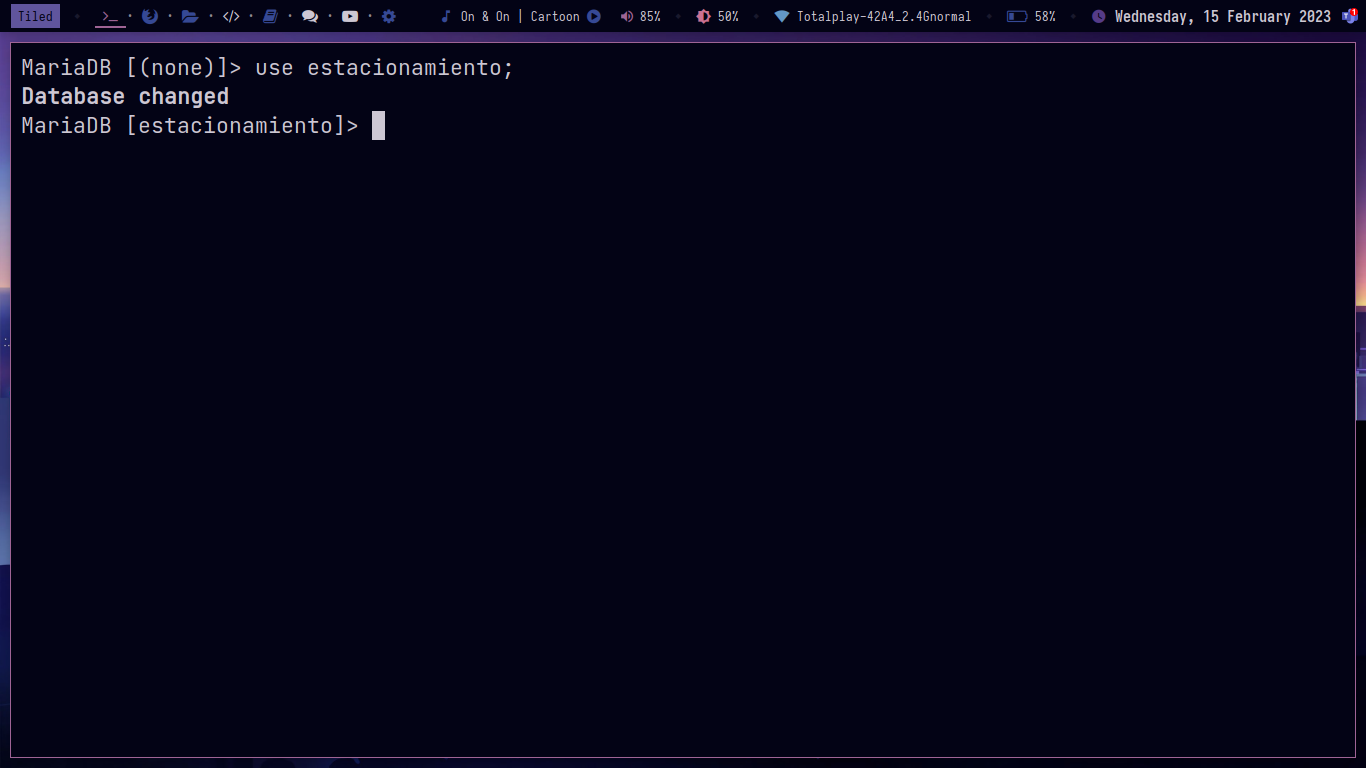 Tiled On & On | Cartoon 85% 50% Totalplay-42A4_2.4Gnormal 58% Wednesday, 15 February 2023 1
MariaDB [(none)]> use estacionamiento;
Database changed
MariaDB [estacionamiento]>